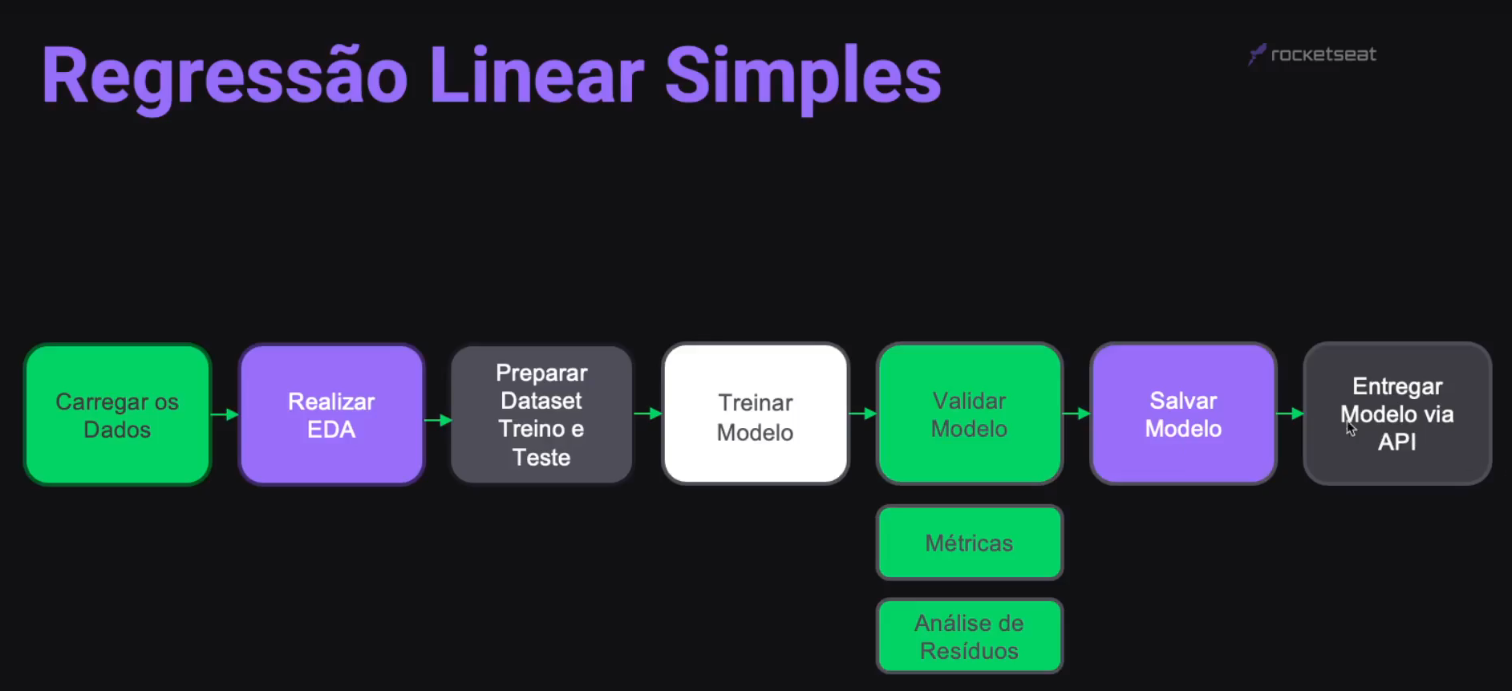 Regressão Linear Simples
rocketseat
Carregar os
Dados
Realizar
EDA
Preparar
Dataset
Treino e
Teste
Treinar
Modelo
Validar
Modelo
Salvar
Modelo
Entregar
Modelo via
API
Métricas
Análise de
Resíduos